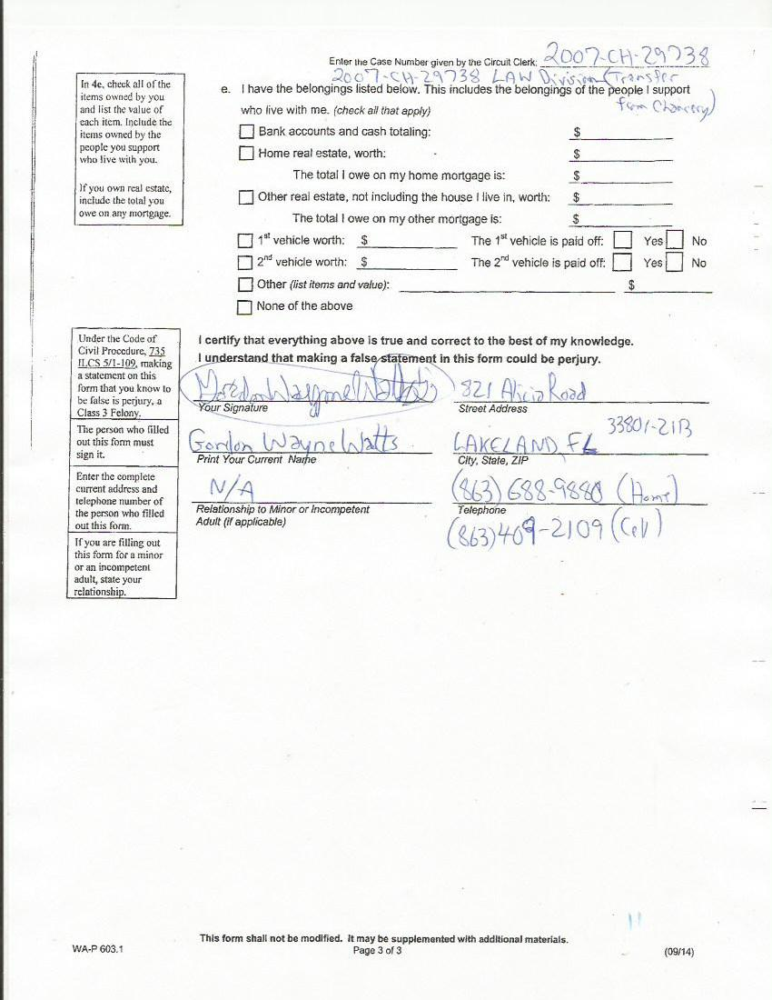 Enter the Case Number given by the Circuit Clerk: 2007-CH-29738
2007-CH-29738 LAW Division (Transfer
from Chancery)
In 4e, check all of the
items owned by you
and list the value of
each item. Include the
items owned by the
people you support
who live with you.
If you own real estate,
include the total you
owe on any mortgage.
e. I have the belongings listed below. This includes the belongings of the people I support
who live with me. (check all that apply)
Bank accounts and cash totaling: $
Home real estate, worth: $
The total I owe on my home mortgage is: $
Other real estate, not including the house I live in, worth: $
The total I owe on my other mortgage is: $
1st vehicle worth: $ The 1st vehicle is paid off: Yes No
2nd vehicle worth: $ The 2nd vehicle is paid off: Yes No
Other (list items and value): $
None of the above
Under the Code of
Civil Procedure, 735
ILCS 5/1-109, making
a statement on this
form that you know to
be false is perjury, a
Class 3 Felony.
I certify that everything above is true and correct to the best of my knowledge.
I understand that making a false statement in this form could be perjury.
Gordon Wayne Watts 821 Alicia Road
Your Signature Street Address
The person who filled
out this form must
sign it.
33801-2113
Gordon Wayne Watts LAKELAND, FL
Print Your Current Name City, State, ZIP
Enter the complete
current address and
telephone number of
the person who filled
out this form.
N/A (863) 688-9880 (Home)
Relationship to Minor or Incompetent Telephone
Adult (if applicable)
(863) 409-2109 (Cell)
If you are filling out
this form for a minor
or an incompetent
adult, state your
relationship.
This form shall not be modified. It may be supplemented with additional materials.
WA-P 603.1 Page 3 of 3 (09/14)